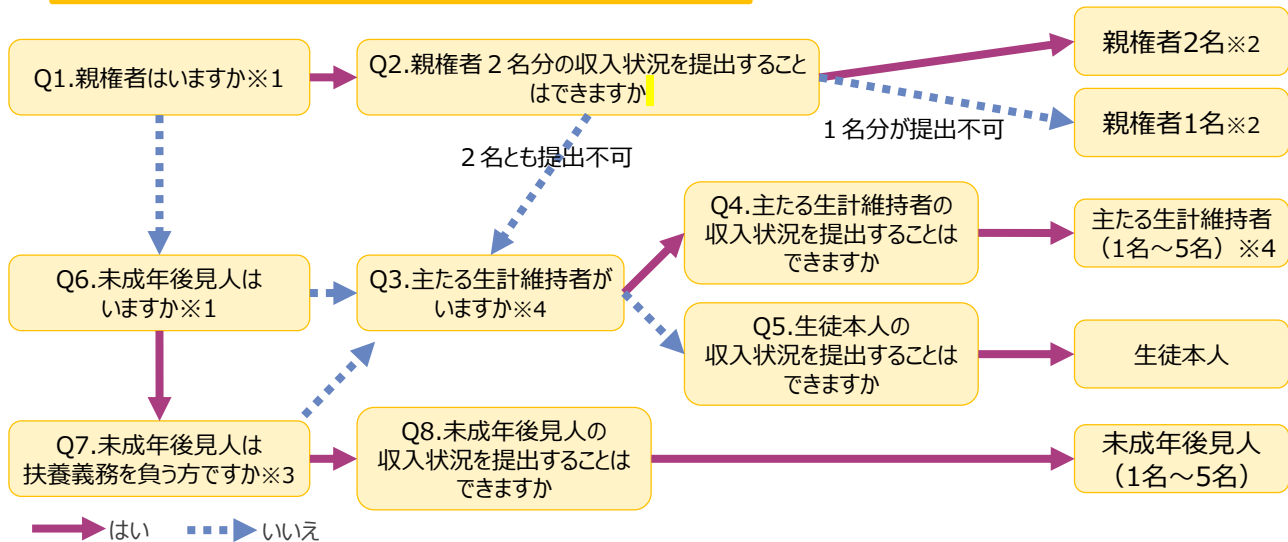 Q1.親権者はいますか※1
Q2.親権者2名分の収入状況を提出すること
はできますか
親権者2名※2
親権者1名※2
1名分が提出不可
2名とも提出不可
Q4.主たる生計維持者の
収入状況を提出することは
できますか
主たる生計維持者
(1名~5名)※4
Q6.未成年後見人は
いますか※1
Q3.主たる生計維持者が
いますか※4
Q5.生徒本人の
収入状況を提出することは
できますか
生徒本人
Q7.未成年後見人は
扶養義務を負う方ですか※3
Q8.未成年後見人の
収入状況を提出することは
できますか
未成年後見人
(1名~5名)
はい
いいえ